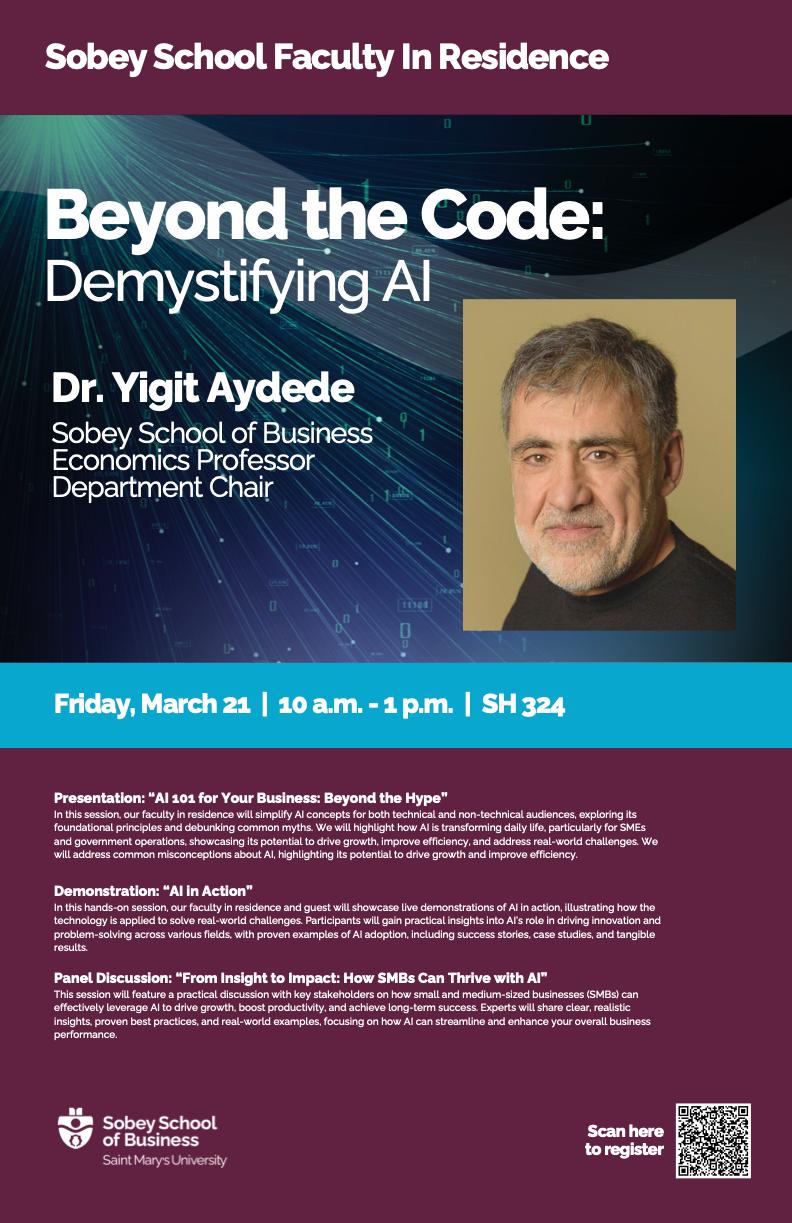 Sobey School Faculty In Residence
Beyond the Code:
Demystifying AI
Dr. Yigit Aydede
Sobey School of Business
Economics Professor
Department Chair
Friday, March 21 | 10 a.m. - 1 p.m. | SH 324
Presentation: “AI 101 for Your Business: Beyond the Hype”
In this session, our faculty in residence will simplify AI concepts for both technical and non-technical audiences, exploring its
foundational principles and debunking common myths. We will highlight how AI is transforming daily life, particularly for SMEs
and government operations, showcasing its potential to drive growth, improve efficiency, and address real-world challenges. We
will address common misconceptions about AI, highlighting its potential to drive growth and improve efficiency.
Demonstration: “AI in Action”
In this hands-on session, our faculty in residence and guest will showcase live demonstrations of AI in action, illustrating how the
technology is applied to solve real-world challenges. Participants will gain practical insights into AI's role in driving innovation and
problem-solving across various fields, with proven examples of AI adoption, including success stories, case studies, and tangible
results.
Panel Discussion: “From Insight to Impact: How SMBs Can Thrive with AI”
This session will feature a practical discussion with key stakeholders on how small and medium-sized businesses (SMBs) can
effectively leverage AI to drive growth, boost productivity, and achieve long-term success. Experts will share clear, realistic
insights, proven best practices, and real-world examples, focusing on how AI can streamline and enhance your overall business
performance.
Sobey School
of Business
Saint Mary's University
Scan here
to register